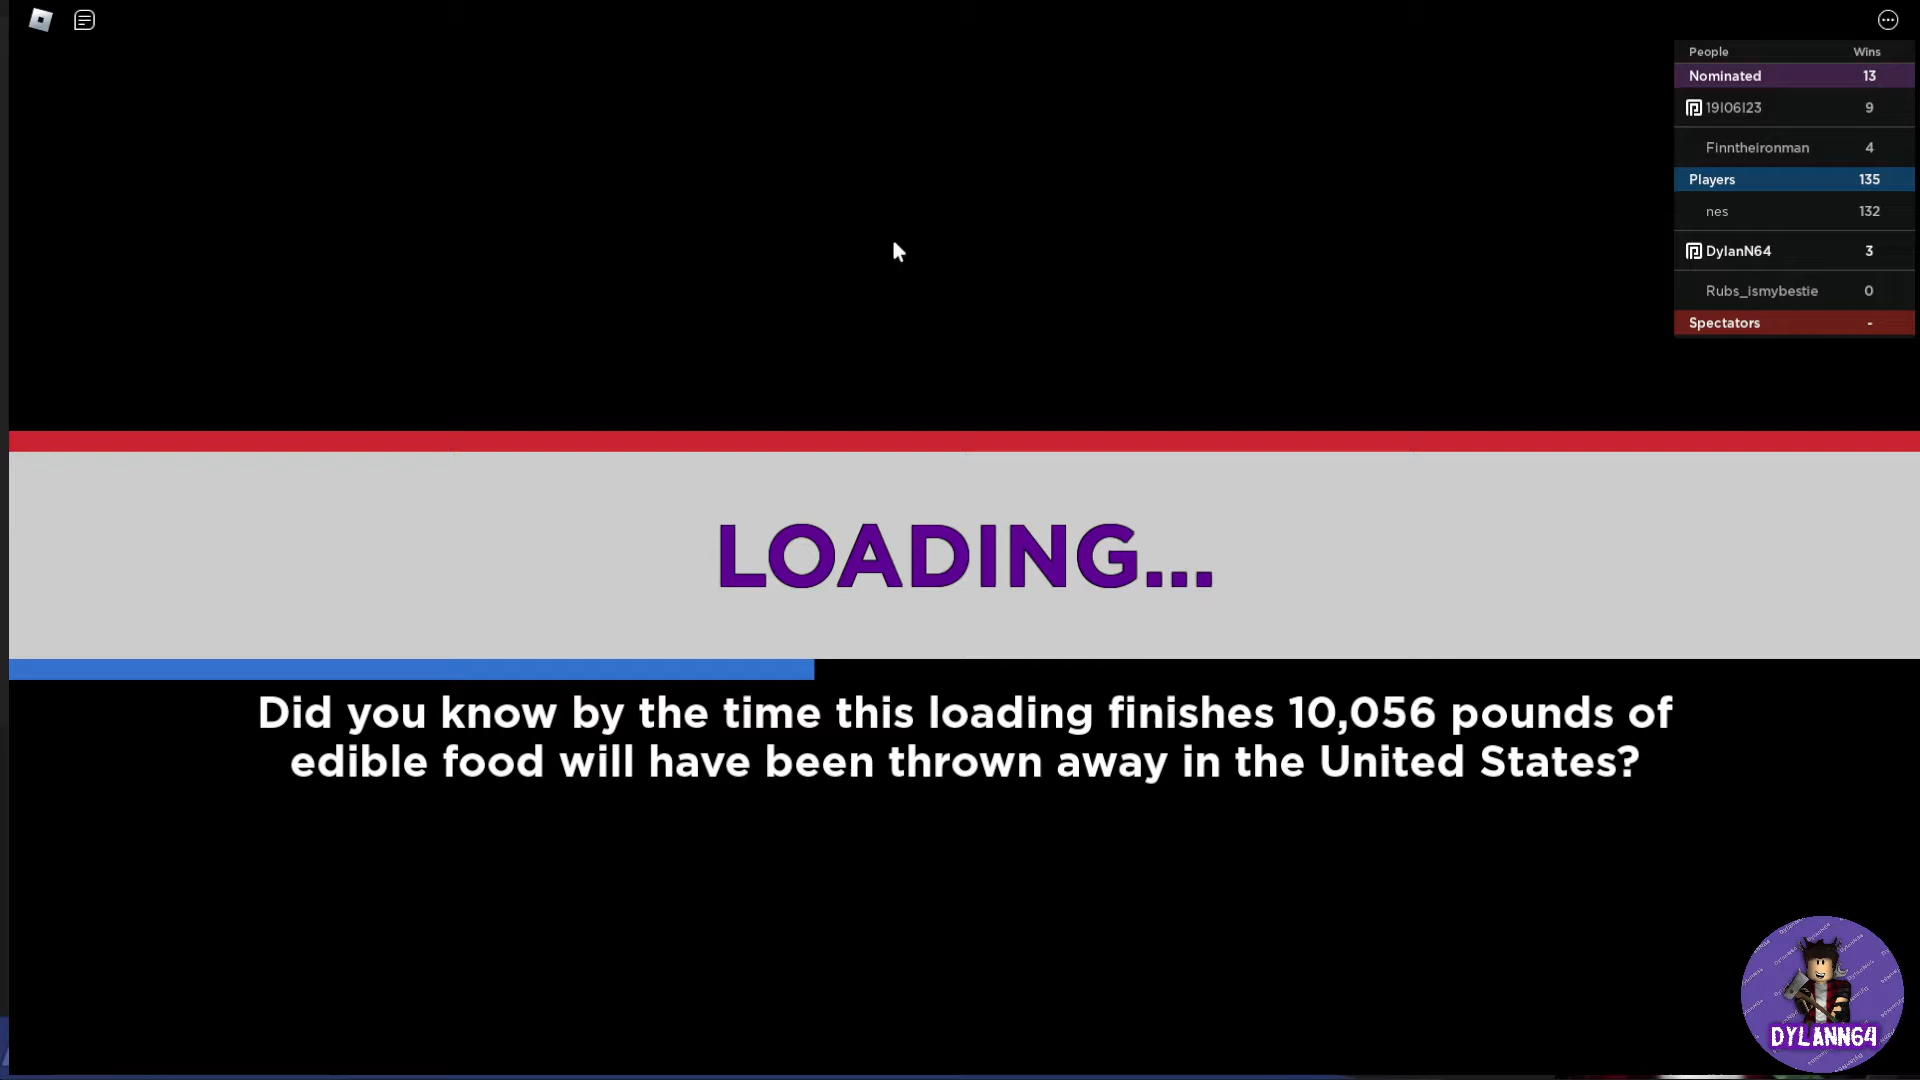 People Wins
Nominated 13
19I06I23 9
Finntheironman 4
Players 135
nes 132
DylanN64 3
Rubs_ismybestie 0
Spectators -
LOADING...
Did you know by the time this loading finishes 10,056 pounds of
edible food will have been thrown away in the United States?
DYLANN64